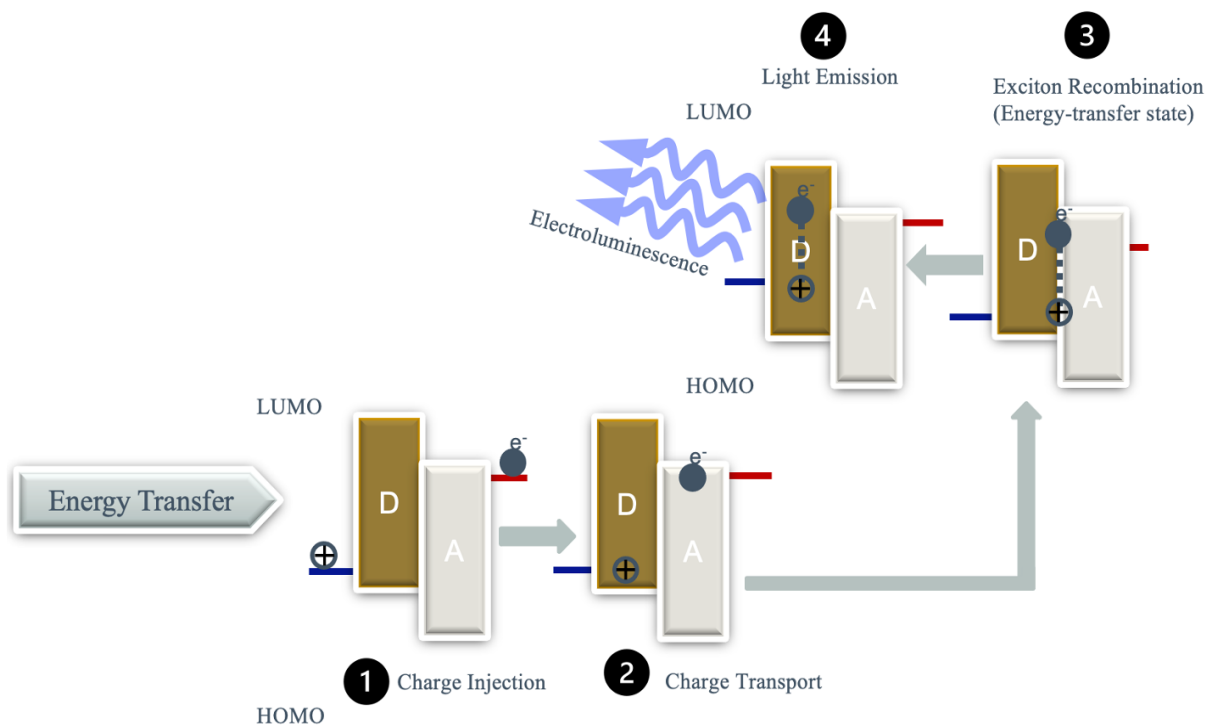 4
3
Light Emission
Exciton Recombination
(Energy-transfer state)
LUMO
Electroluminescence
e-
D
A
e-
D
A
HOMO
LUMO
Energy Transfer
D
A
e-
D
A
e-
1 Charge Injection
2 Charge Transport
HOMO